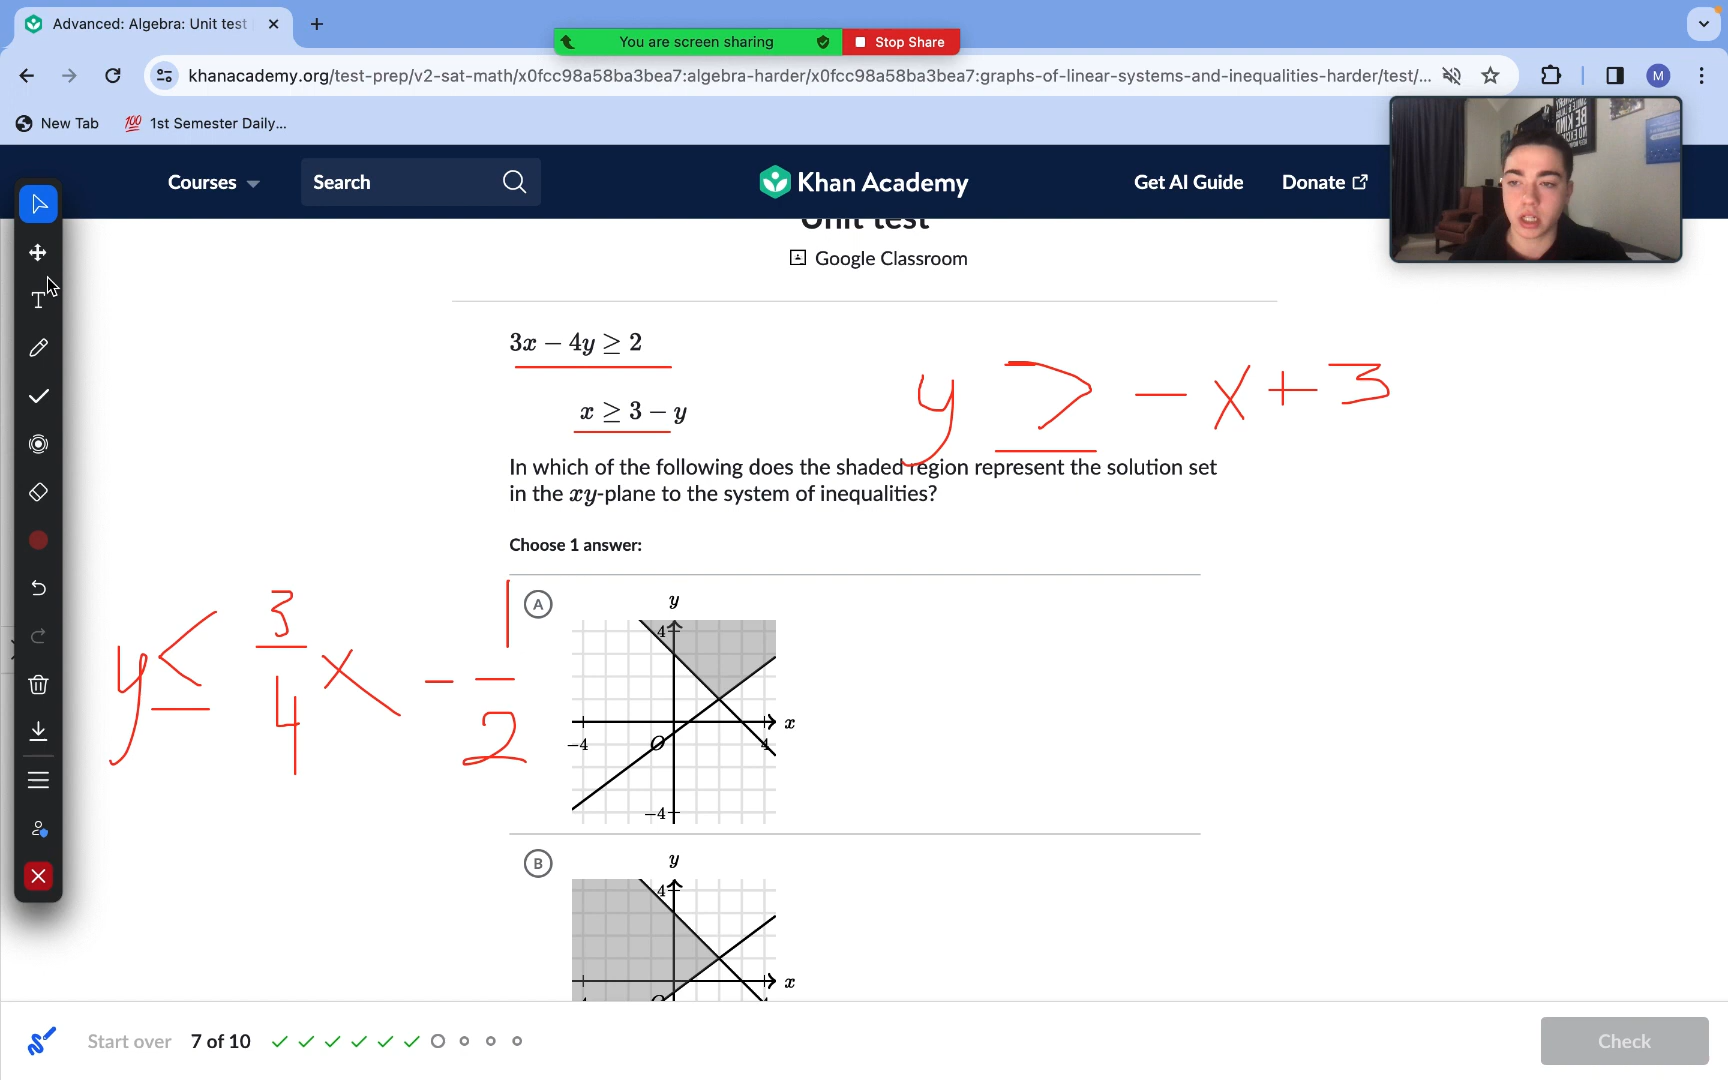 Advanced: Algebra: Unit test
You are screen sharing
Stop Share
khanacademy.org/test-prep/v2-sat-math/x0fcc98a58ba3bea7:algebra-harder/x0fcc98a58ba3bea7:graphs-of-linear-systems-and-inequalities-harder/test/...
M
New Tab
💯 1st Semester Daily...
Courses
Search
Khan Academy
Get AI Guide
Donate
Unit test
Google Classroom
3x − 4y ≥ 2
x ≥ 3 − y
y ≥ −x + 3
In which of the following does the shaded region represent the solution set
in the xy-plane to the system of inequalities?
Choose 1 answer:
y ≤ 3/4 x − 1/2
A
y
4
x
−4
O
4
−4
B
y
4
x
Start over
7 of 10
Check
T
BE
KIND